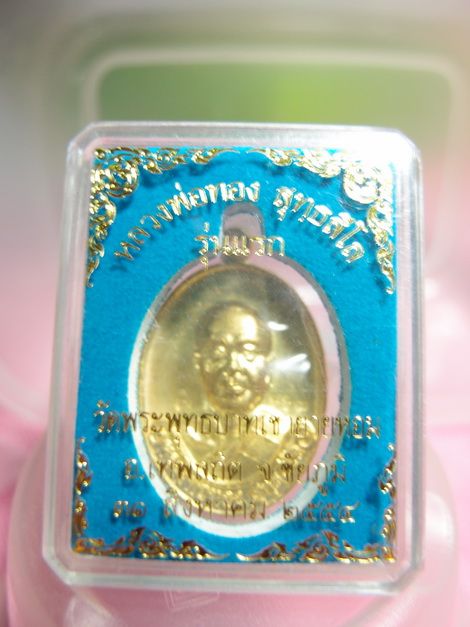 หลวงพ่อทอง สุทธสีโล
รุ่นแรก
วัดพระพุทธบาทเขายายหอม
อ.เทพสถิต จ.ชัยภูมิ
๓๑ สิงหาคม ๒๕๕๔